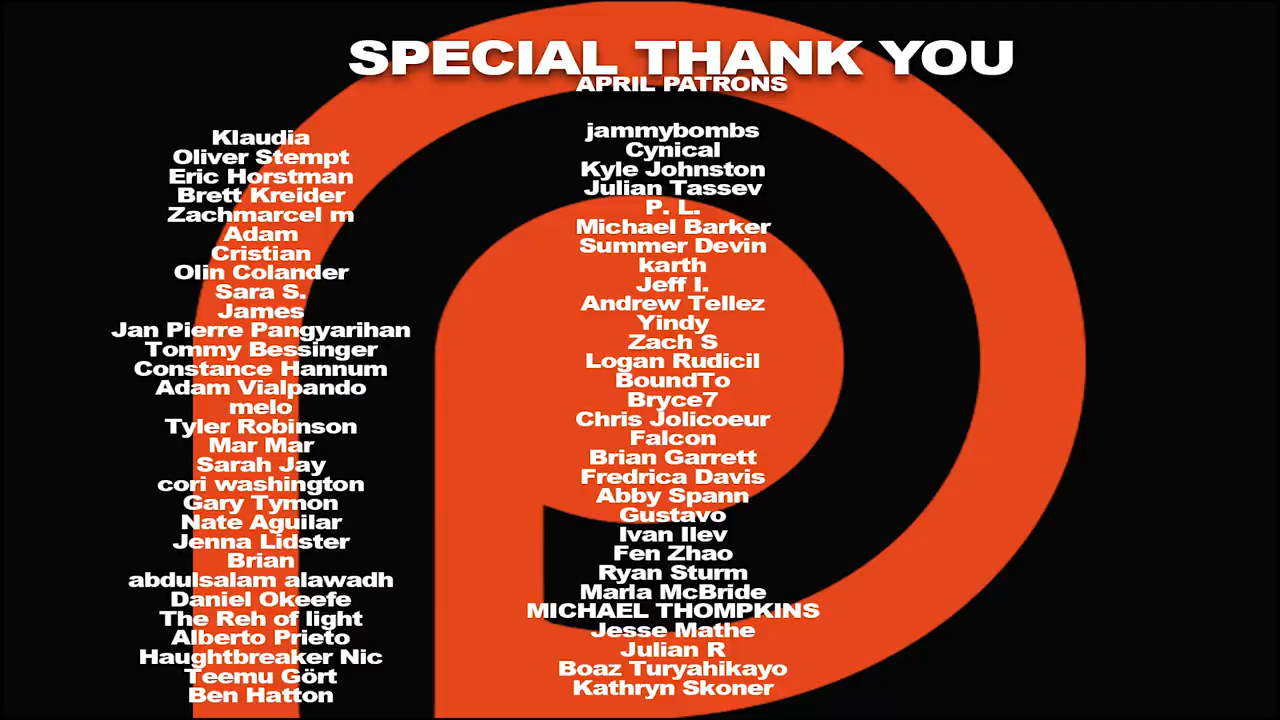 SPECIAL THANK YOU
APRIL PATRONS
Klaudia
Oliver Stempt
Eric Horstman
Brett Kreider
Zachmarcel m
Adam
Cristian
Olin Colander
Sara S.
James
Jan Pierre Pangyarihan
Tommy Bessinger
Constance Hannum
Adam Vialpando
melo
Tyler Robinson
Mar Mar
Sarah Jay
cori washington
Gary Tymon
Nate Aguilar
Jenna Lidster
Brian
abdulsalam alawadh
Daniel Okeefe
The Reh of light
Alberto Prieto
Haughtbreaker Nic
Teemu Gört
Ben Hatton
jammybombs
Cynical
Kyle Johnston
Julian Tassev
P. L.
Michael Barker
Summer Devin
karth
Jeff I.
Andrew Tellez
Yindy
Zach S
Logan Rudicil
BoundTo
Bryce7
Chris Jolicoeur
Falcon
Brian Garrett
Fredrica Davis
Abby Spann
Gustavo
Ivan Ilev
Fen Zhao
Ryan Sturm
Marla McBride
MICHAEL THOMPKINS
Jesse Mathe
Julian R
Boaz Turyahikayo
Kathryn Skoner